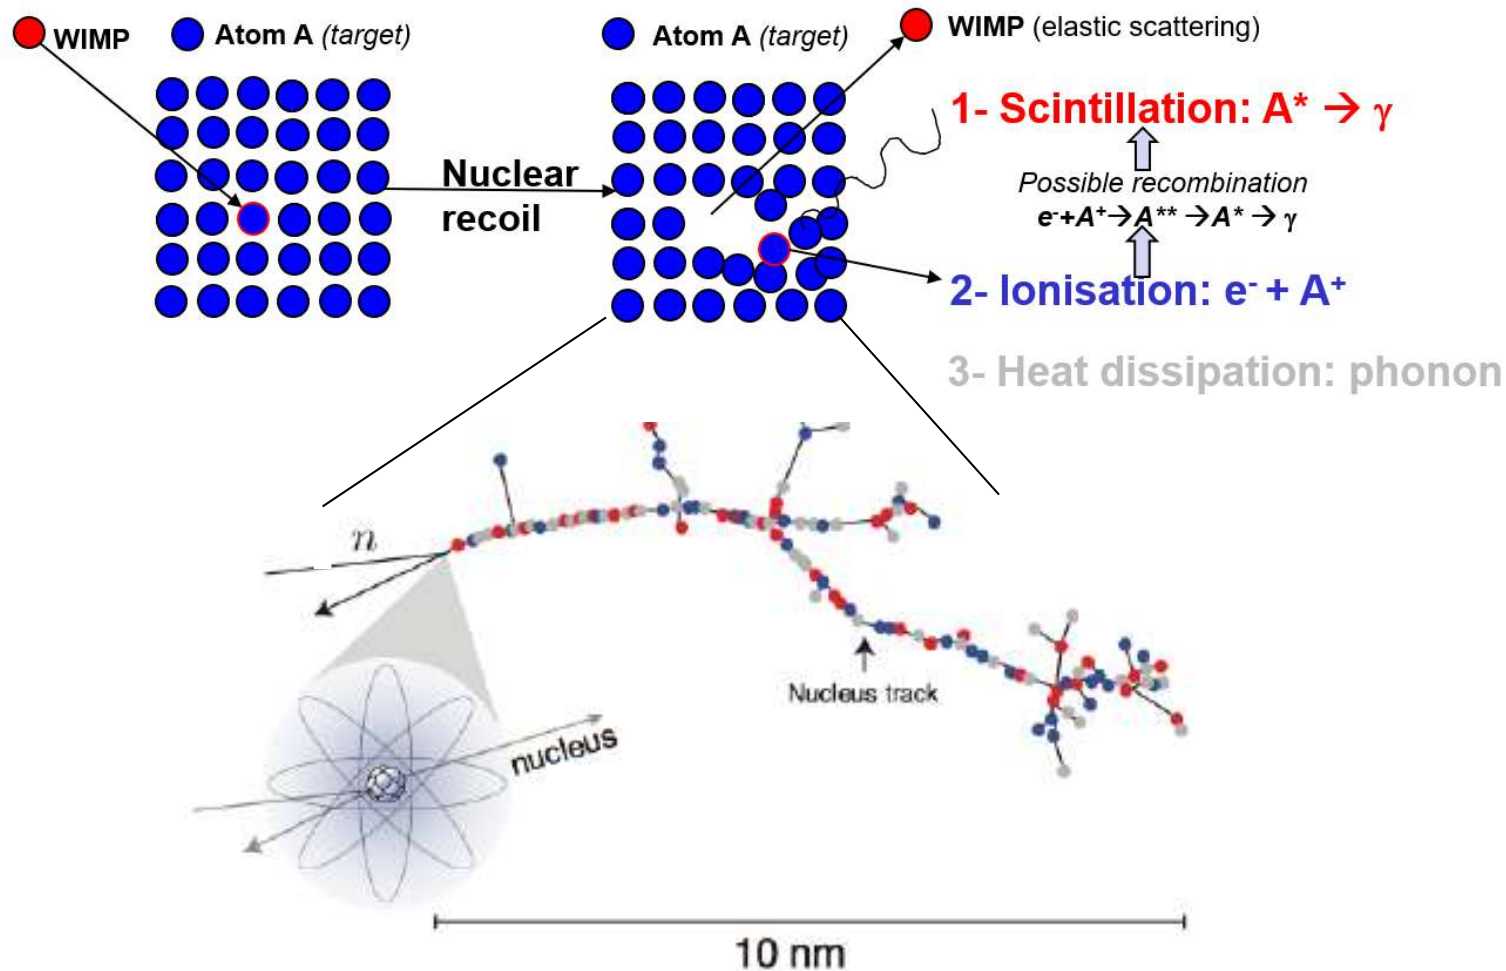 WIMP
Atom A (target)
Atom A (target)
WIMP (elastic scattering)
1- Scintillation: A* → γ
Nuclear
recoil
Possible recombination
e⁻+A⁺→A** →A* → γ
2- Ionisation: e⁻ + A⁺
3- Heat dissipation: phonon
n
Nucleus track
nucleus
10 nm